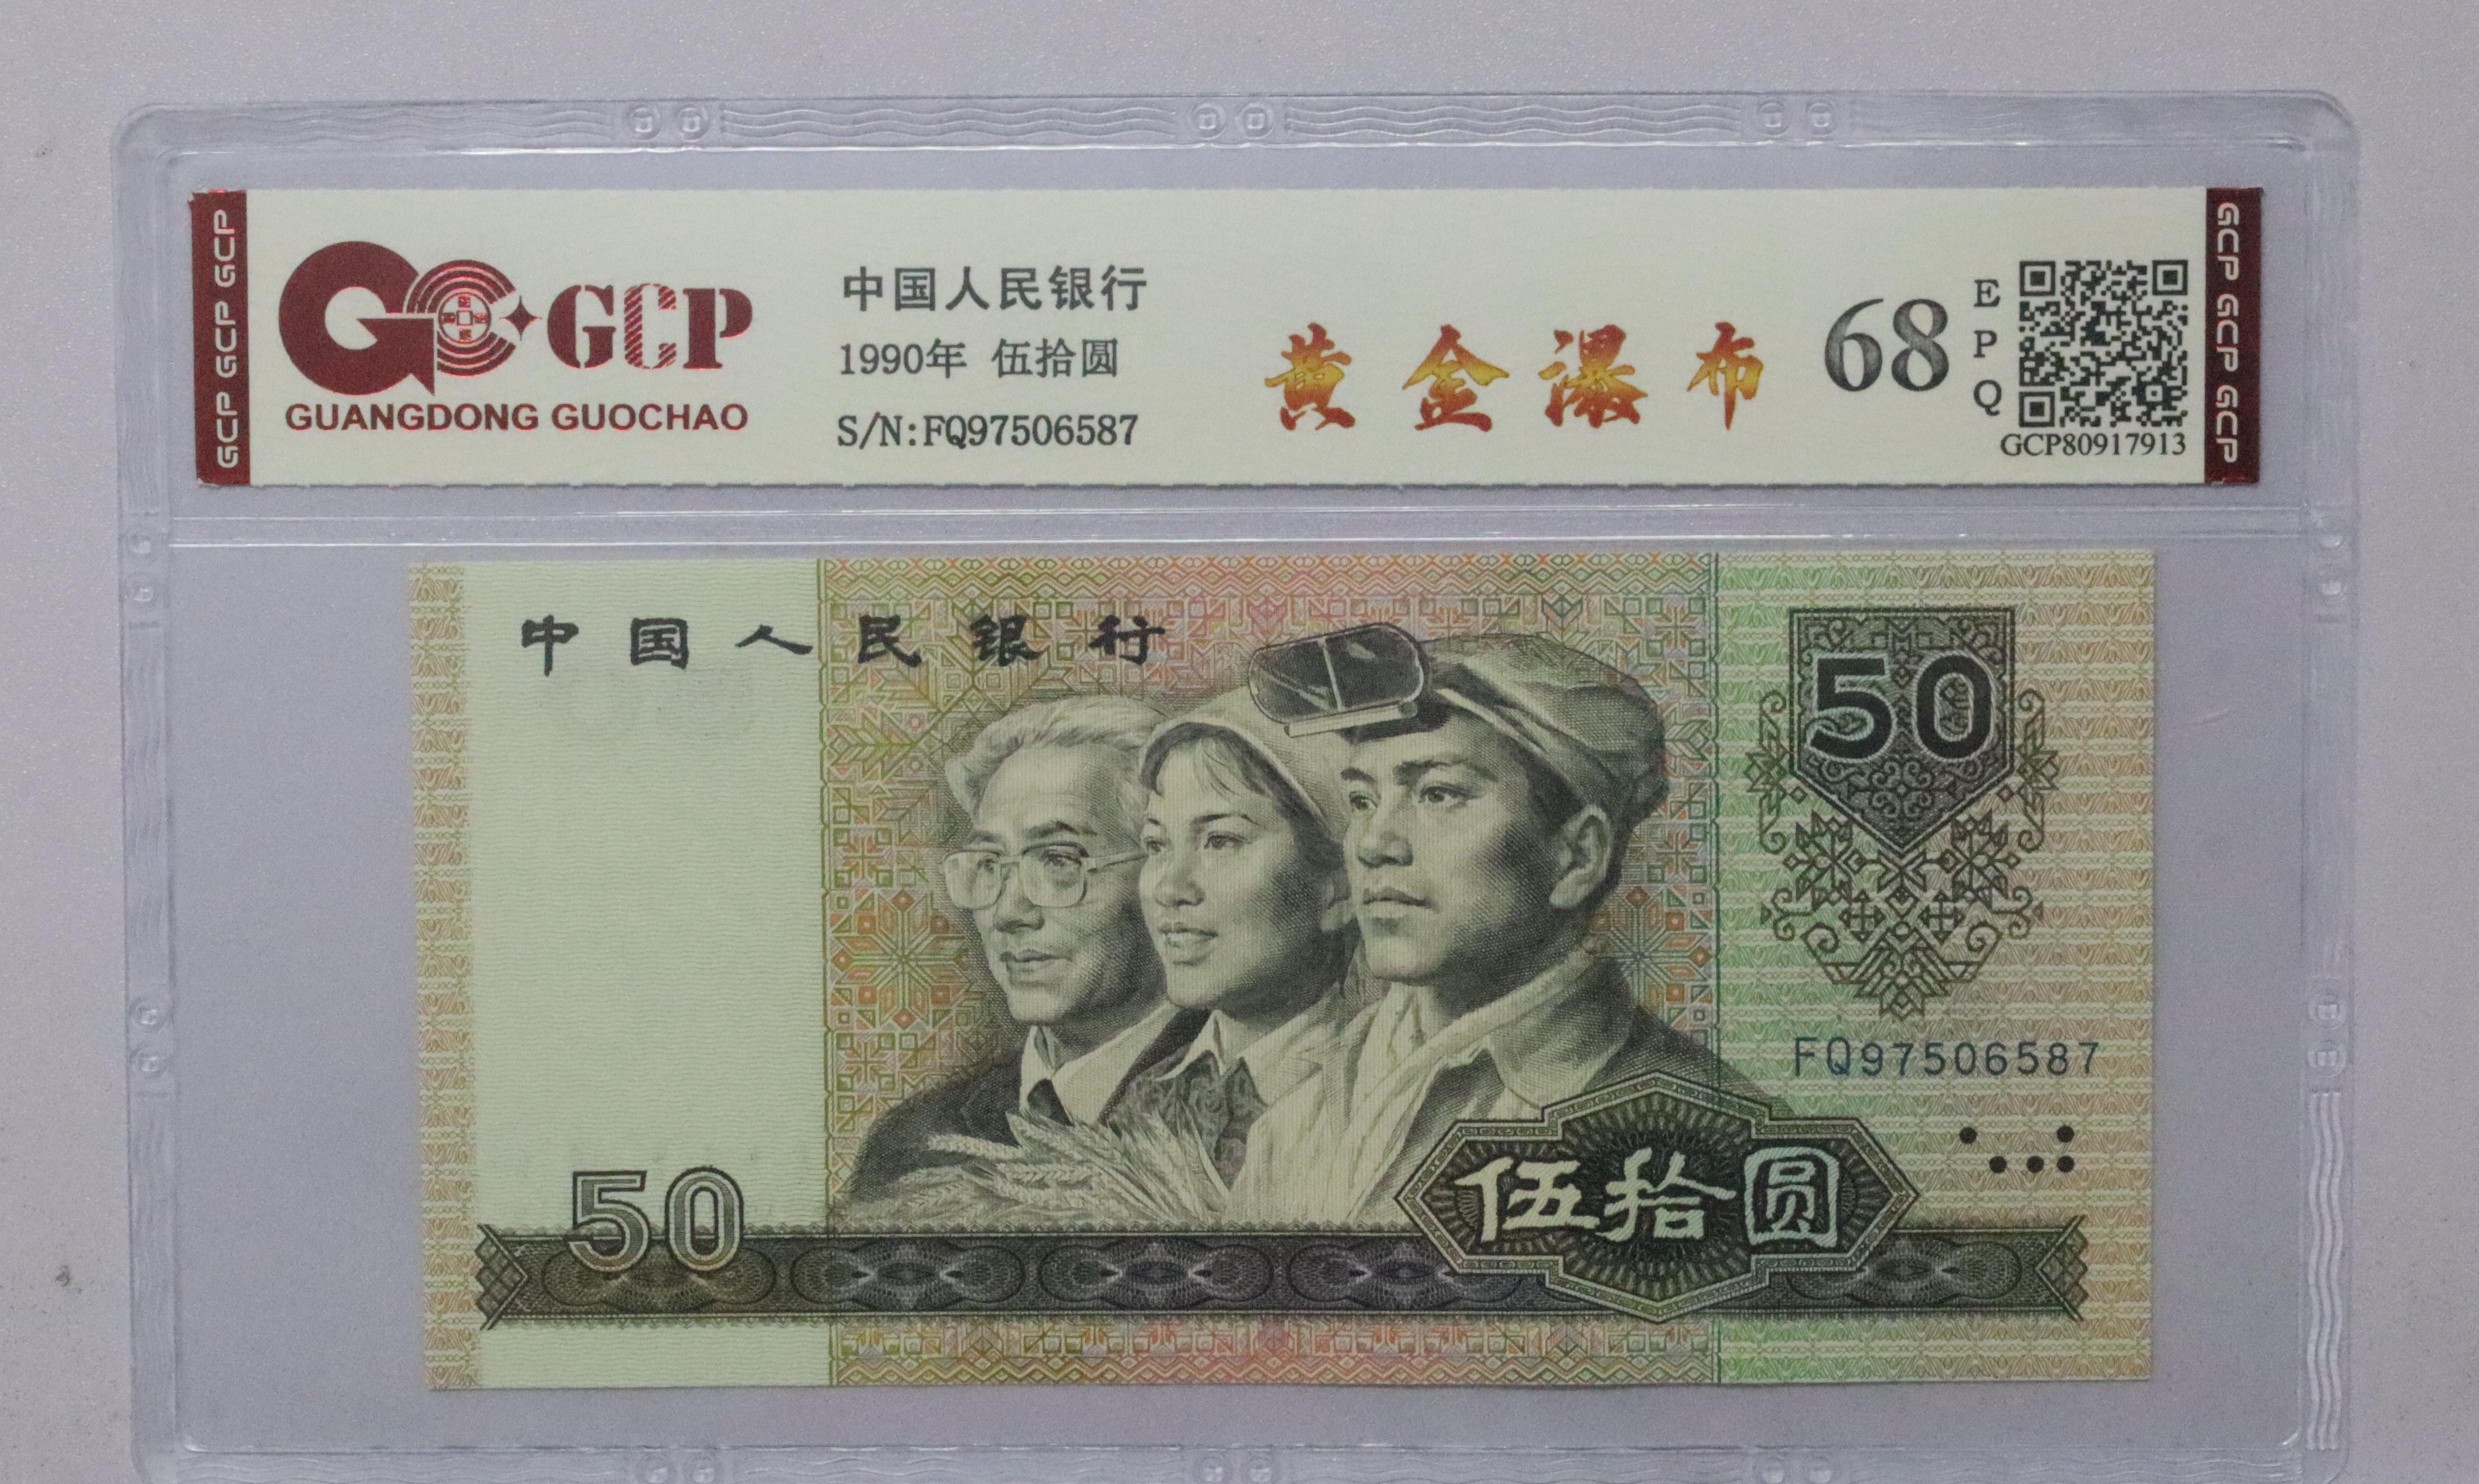 GCP GCP GCP
GCP
GUANGDONG GUOCHAO
中国人民银行
1990年 伍拾圆
S/N:FQ97506587
黄金瀑布
68
EPQ
GCP80917913
GCP GCP GCP
中国人民银行
50
FQ97506587
50
伍拾圆